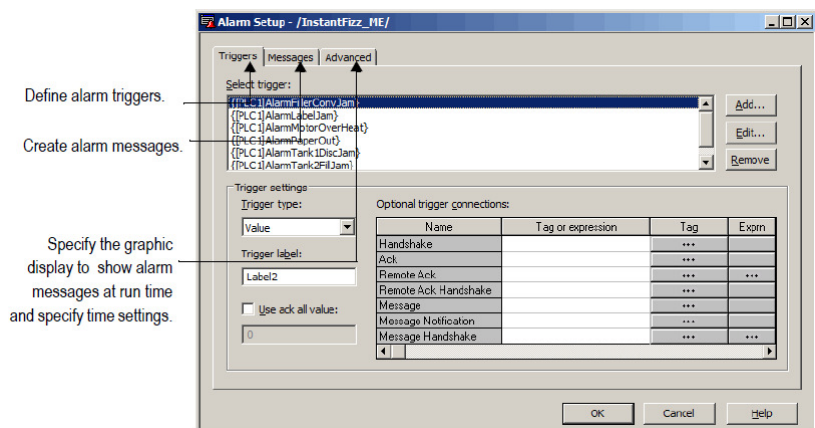 Alarm Setup - /InstantFizz_ME/
Triggers Messages Advanced
Select trigger:
{[PLC1]AlarmFillerConvJam}
{[PLC1]AlarmLabelJam}
{[PLC1]AlarmMotorOverHeat}
{[PLC1]AlarmPaperOut}
{[PLC1]AlarmTank1DiscJam}
{[PLC1]AlarmTank2FilJam}
Add...
Edit...
Remove
Define alarm triggers.
Create alarm messages.
Specify the graphic
display to show alarm
messages at run time
and specify time settings.
Trigger settings
Trigger type:
Value
Trigger label:
Label2
Use ack all value:
0
Optional trigger connections:
Name Tag or expression Tag Exprn
Handshake ...
Ack ...
Remote Ack ... ...
Remote Ack Handshake ...
Message ...
Message Notification ...
Message Handshake ... ...
OK Cancel Help